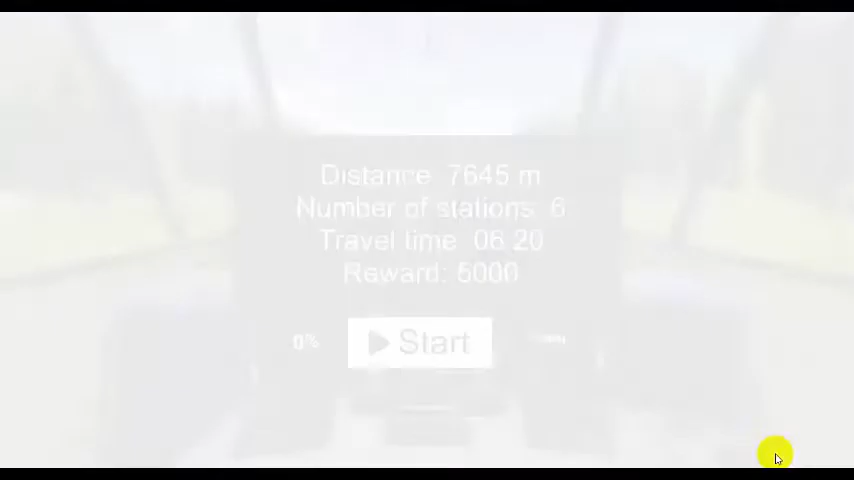 Distance: 7645 m
Number of stations: 6
Travel time: 06:20
Reward: 5000
0%
Start